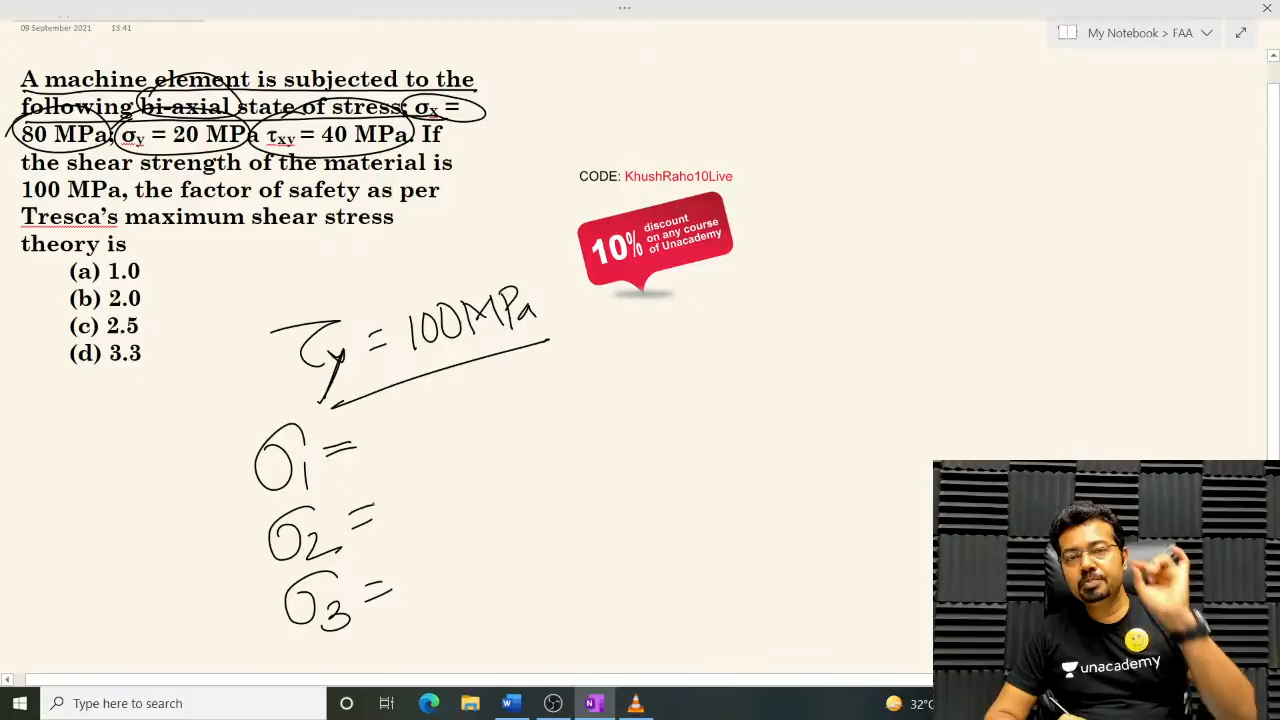 09 September 2021 13:41
My Notebook > FAA
A machine element is subjected to the
following bi-axial state of stress; σx =
80 MPa; σy = 20 MPa τxy = 40 MPa. If
the shear strength of the material is
100 MPa, the factor of safety as per
Tresca's maximum shear stress
theory is
(a) 1.0
(b) 2.0
(c) 2.5
(d) 3.3
CODE: KhushRaho10Live
10% discount
on any course
of Unacademy
τy = 100MPa
σ1 =
σ2 =
σ3 =
unacademy
Type here to search
32°C